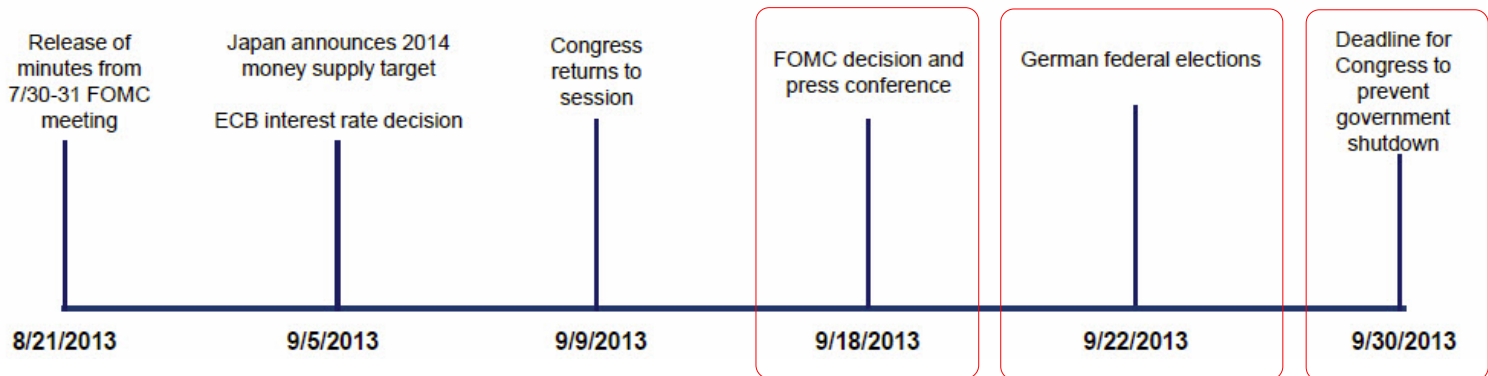 Release of
minutes from
7/30-31 FOMC
meeting
Japan announces 2014
money supply target
ECB interest rate decision
Congress
returns to
session
FOMC decision and
press conference
German federal elections
Deadline for
Congress to
prevent
government
shutdown
8/21/2013
9/5/2013
9/9/2013
9/18/2013
9/22/2013
9/30/2013